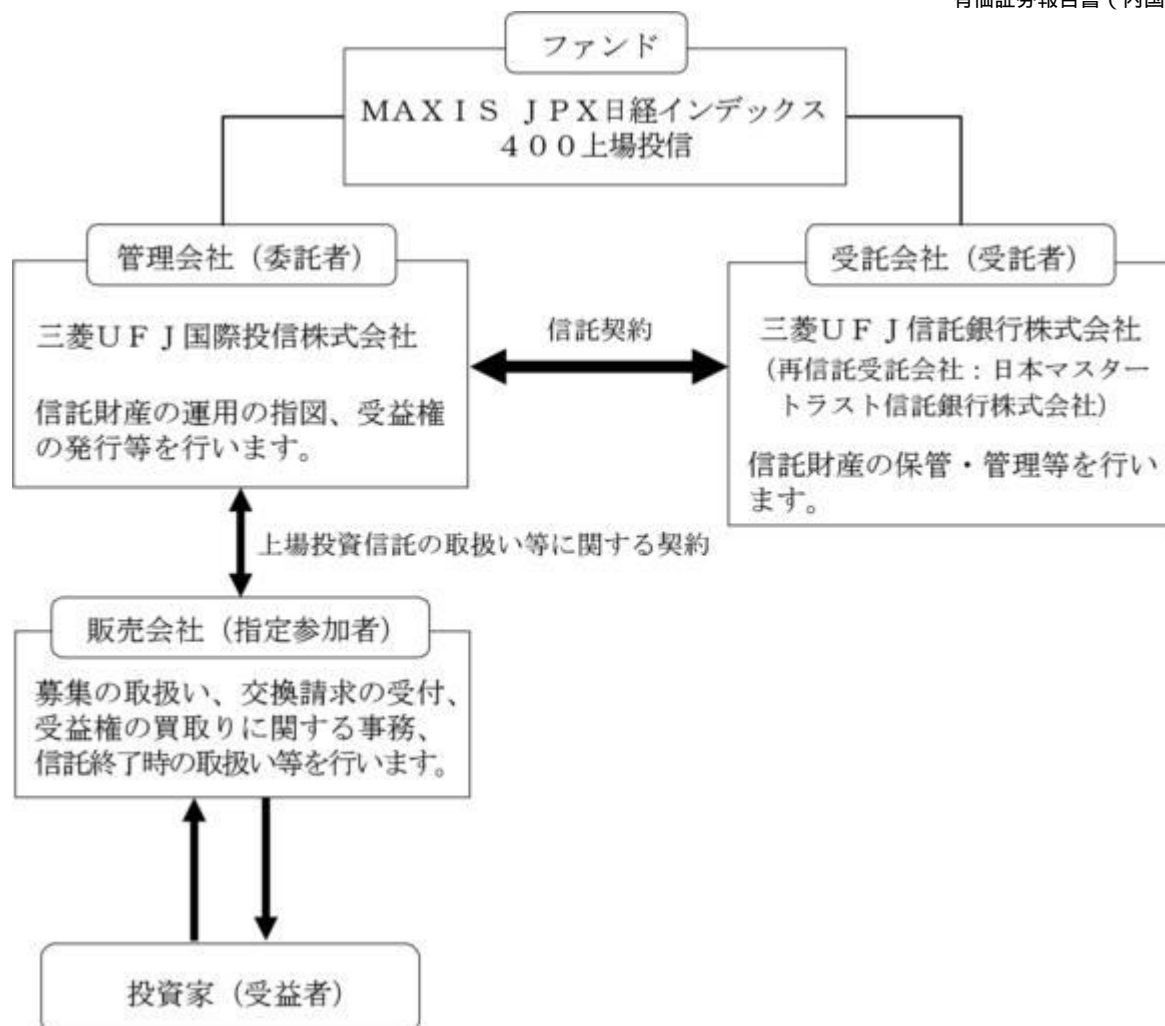 有価証券報告書（内国
ファンド
ＭＡＸＩＳ ＪＰＸ日経インデックス
４００上場投信
管理会社（委託者）
三菱ＵＦＪ国際投信株式会社
信託財産の運用の指図、受益権
の発行等を行います。
信託契約
受託会社（受託者）
三菱ＵＦＪ信託銀行株式会社
（再信託受託会社：日本マスター
トラスト信託銀行株式会社）
信託財産の保管・管理等を行い
ます。
上場投資信託の取扱い等に関する契約
販売会社（指定参加者）
募集の取扱い、交換請求の受付、
受益権の買取りに関する事務、
信託終了時の取扱い等を行います。
投資家（受益者）